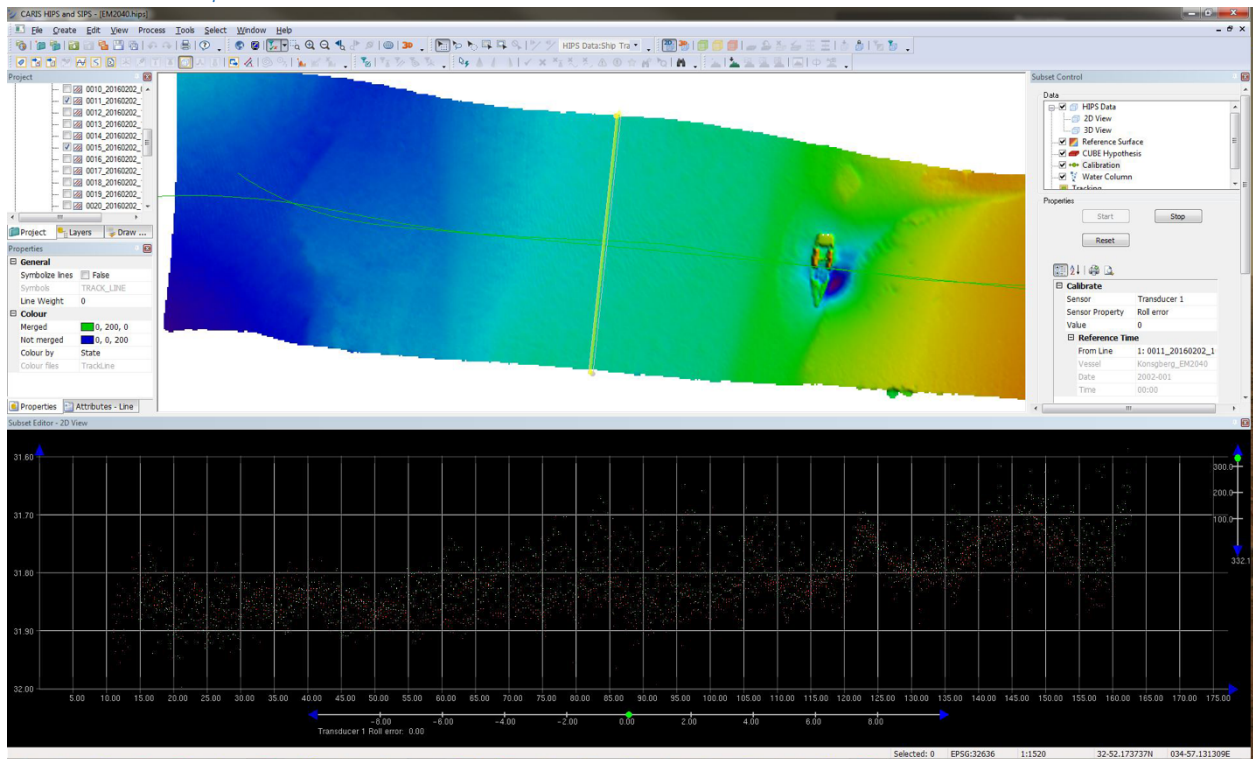 CARIS HIPS and SIPS - [EM2040.hips]
File Create Edit View Process Tools Select Window Help
HIPS Data:Ship Tra
Project
0010_20160202_
0011_20160202_
0012_20160202_
0013_20160202_
0014_20160202_
0015_20160202_
0016_20160202_
0017_20160202_
0018_20160202_
0019_20160202_
0020_20160202_
Project Layers Draw ...
Properties
General
Symbolize lines False
Symbols TRACK_LINE
Line Weight 0
Colour
Merged 0, 200, 0
Not merged 0, 0, 200
Colour by State
Colour files TrackLine
Properties Attributes - Line
Subset Control
Data
HIPS Data
2D View
3D View
Reference Surface
CUBE Hypothesis
Calibration
Water Column
Tracking
Properties
Start Stop
Reset
Calibrate
Sensor Transducer 1
Sensor Property Roll error
Value 0
Reference Time
From Line 1: 0011_20160202_1
Vessel Konsgberg_EM2040
Date 2002-001
Time 00:00
Subset Editor - 2D View
31.60
31.70
31.80
31.90
32.00
300.0
200.0
100.0
332.1
5.00 10.00 15.00 20.00 25.00 30.00 35.00 40.00 45.00 50.00 55.00 60.00 65.00 70.00 75.00 80.00 85.00 90.00 95.00 100.00 105.00 110.00 115.00 120.00 125.00 130.00 135.00 140.00 145.00 150.00 155.00 160.00 165.00 170.00 175.00
-8.00 -6.00 -4.00 -2.00 0.00 2.00 4.00 6.00 8.00
Transducer 1 Roll error: 0.00
Selected: 0 EPSG:32636 1:1520 32-52.173737N 034-57.131309E